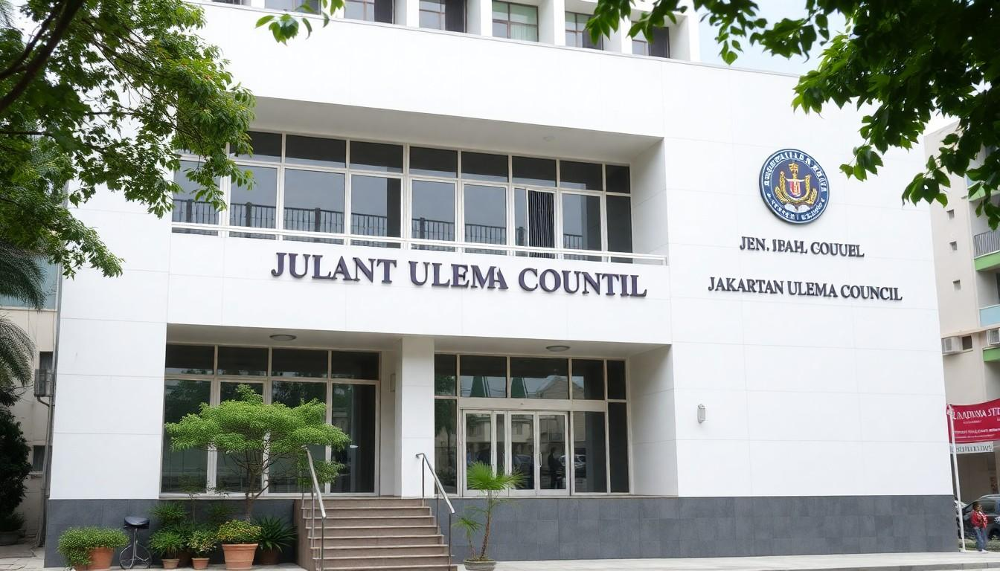 JULANT ULEMA COUNTIL
JEN. IBAH, COUUEL
JAKARTAN ULEMA COUNCIL